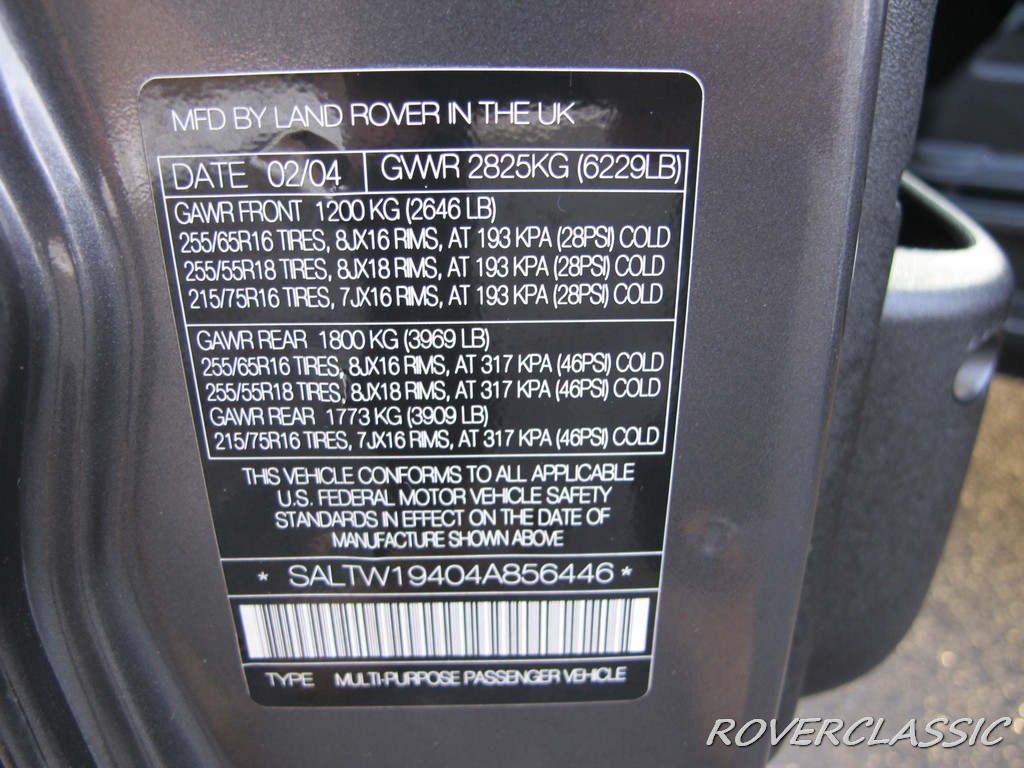 MFD BY LAND ROVER IN THE UK
DATE 02/04 GWWR 2825KG (6229LB)
GAWR FRONT 1200 KG (2646 LB)
255/65R16 TIRES, 8JX16 RIMS, AT 193 KPA (28PSI) COLD
255/55R18 TIRES, 8JX18 RIMS, AT 193 KPA (28PSI) COLD
215/75R16 TIRES, 7JX16 RIMS, AT 193 KPA (28PSI) COLD
GAWR REAR 1800 KG (3969 LB)
255/65R16 TIRES, 8JX16 RIMS, AT 317 KPA (46PSI) COLD
255/55R18 TIRES, 8JX18 RIMS, AT 317 KPA (46PSI) COLD
GAWR REAR 1773 KG (3909 LB)
215/75R16 TIRES, 7JX16 RIMS, AT 317 KPA (46PSI) COLD
THIS VEHICLE CONFORMS TO ALL APPLICABLE
U.S. FEDERAL MOTOR VEHICLE SAFETY
STANDARDS IN EFFECT ON THE DATE OF
MANUFACTURE SHOWN ABOVE
* SALTW19404A856446 *
TYPE MULTI-PURPOSE PASSENGER VEHICLE
ROVERCLASSIC